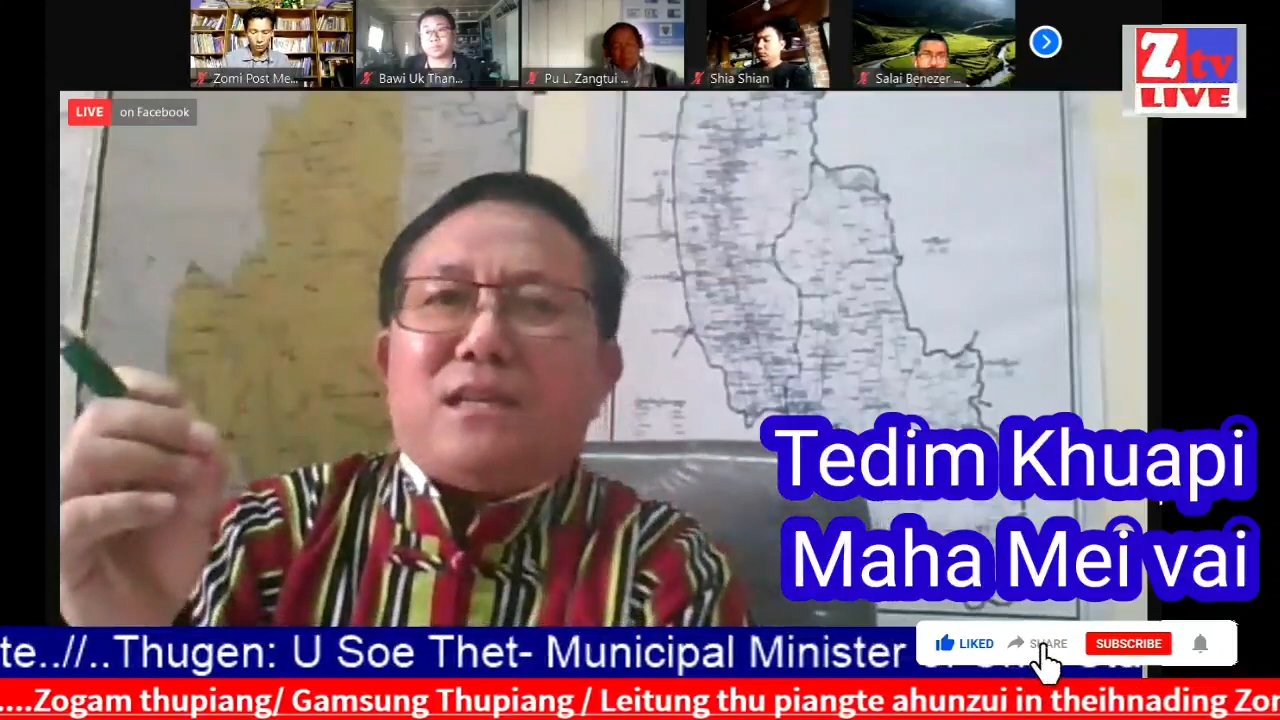 Zomi Post Me...
Bawi Uk Than...
Pu L. Zangtui ...
Shia Shian
Salai Benezer ...
Z tv
LIVE
LIVE on Facebook
Tedim Khuapi
Maha Mei vai
te..//..Thugen: U Soe Thet- Municipal Minister
LIKED SHARE SUBSCRIBE
....Zogam thupiang/ Gamsung Thupiang / Leitung thu piangte ahunzui in theihnading Zor